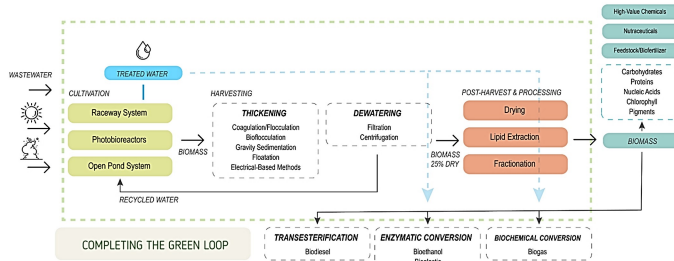 High-Value Chemicals
Nutraceuticals
Feedstock/Biofertilizer
Carbohydrates
Proteins
Nucleic Acids
Chlorophyll
Pigments
BIOMASS
WASTEWATER
TREATED WATER
CULTIVATION
Raceway System
Photobioreactors
Open Pond System
BIOMASS
HARVESTING
THICKENING
Coagulation/Flocculation
Bioflocculation
Gravity Sedimentation
Floatation
Electrical-Based Methods
DEWATERING
Filtration
Centrifugation
BIOMASS
25% DRY
POST-HARVEST & PROCESSING
Drying
Lipid Extraction
Fractionation
RECYCLED WATER
COMPLETING THE GREEN LOOP
TRANSESTERIFICATION
Biodiesel
ENZYMATIC CONVERSION
Bioethanol
BIOCHEMICAL CONVERSION
Biogas